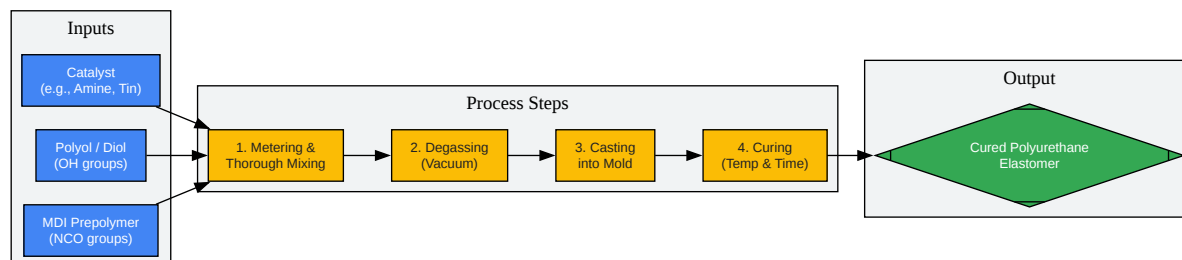 Inputs
Catalyst
(e.g., Amine, Tin)
Polyol / Diol
(OH groups)
MDI Prepolymer
(NCO groups)
Process Steps
1. Metering &
Thorough Mixing
2. Degassing
(Vacuum)
3. Casting
into Mold
4. Curing
(Temp & Time)
Output
Cured Polyurethane
Elastomer